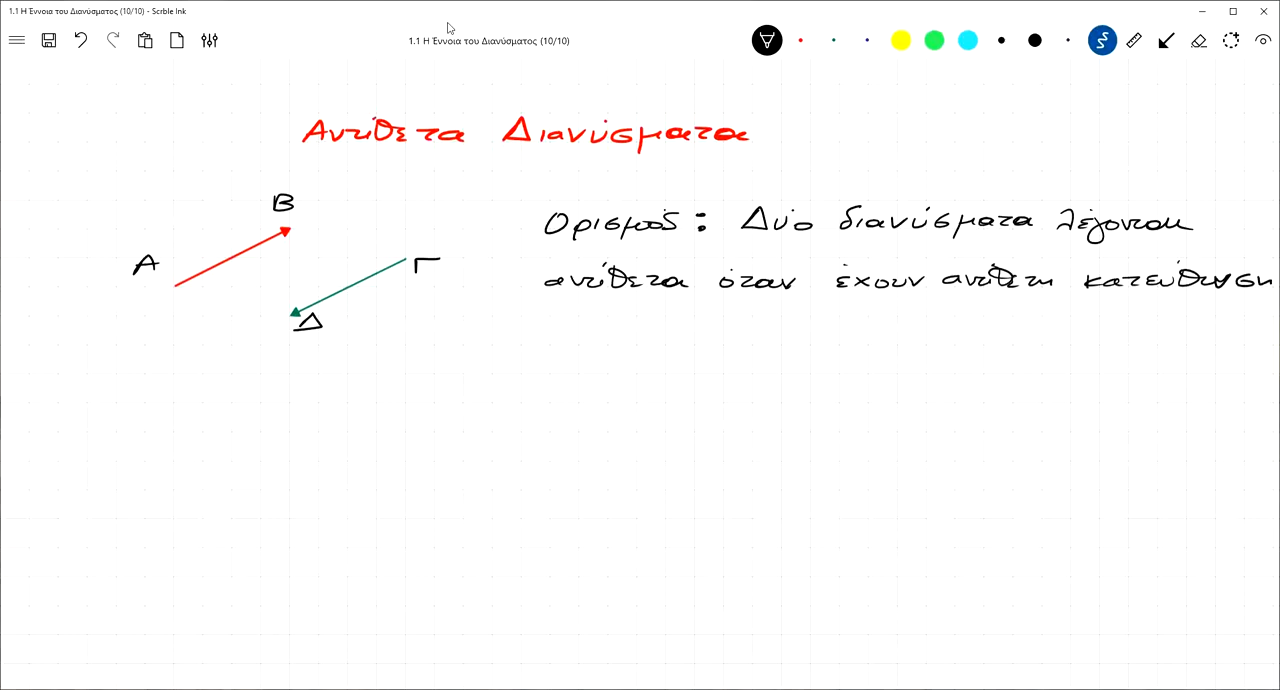 1.1 Η Έννοια του Διανύσματος (10/10) - Scrble Ink
1.1 Η Έννοια του Διανύσματος (10/10)
Αντίθετα Διανύσματα
Β
Α
Γ
Δ
Ορισμός: Δύο διανύσματα λέγονται
αντίθετα όταν έχουν αντίθετη κατεύθυνση